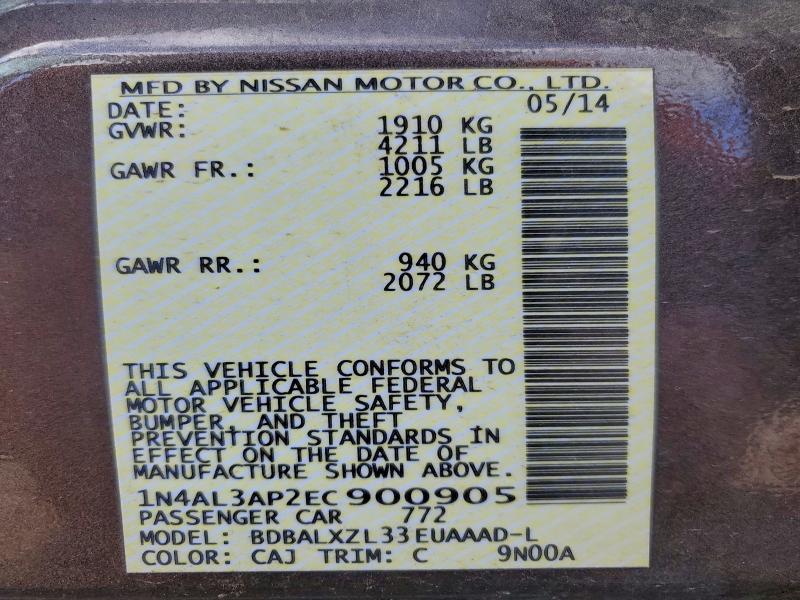 MFD BY NISSAN MOTOR CO., LTD.
DATE: 05/14
GVWR: 1910 KG
4211 LB
GAWR FR.: 1005 KG
2216 LB
GAWR RR.: 940 KG
2072 LB
THIS VEHICLE CONFORMS TO
ALL APPLICABLE FEDERAL
MOTOR VEHICLE SAFETY,
BUMPER, AND THEFT
PREVENTION STANDARDS IN
EFFECT ON THE DATE OF
MANUFACTURE SHOWN ABOVE.
1N4AL3AP2EC900905
PASSENGER CAR 772
MODEL: BDBALXZL33EUAAAD-L
COLOR: CAJ TRIM: C 9N00A